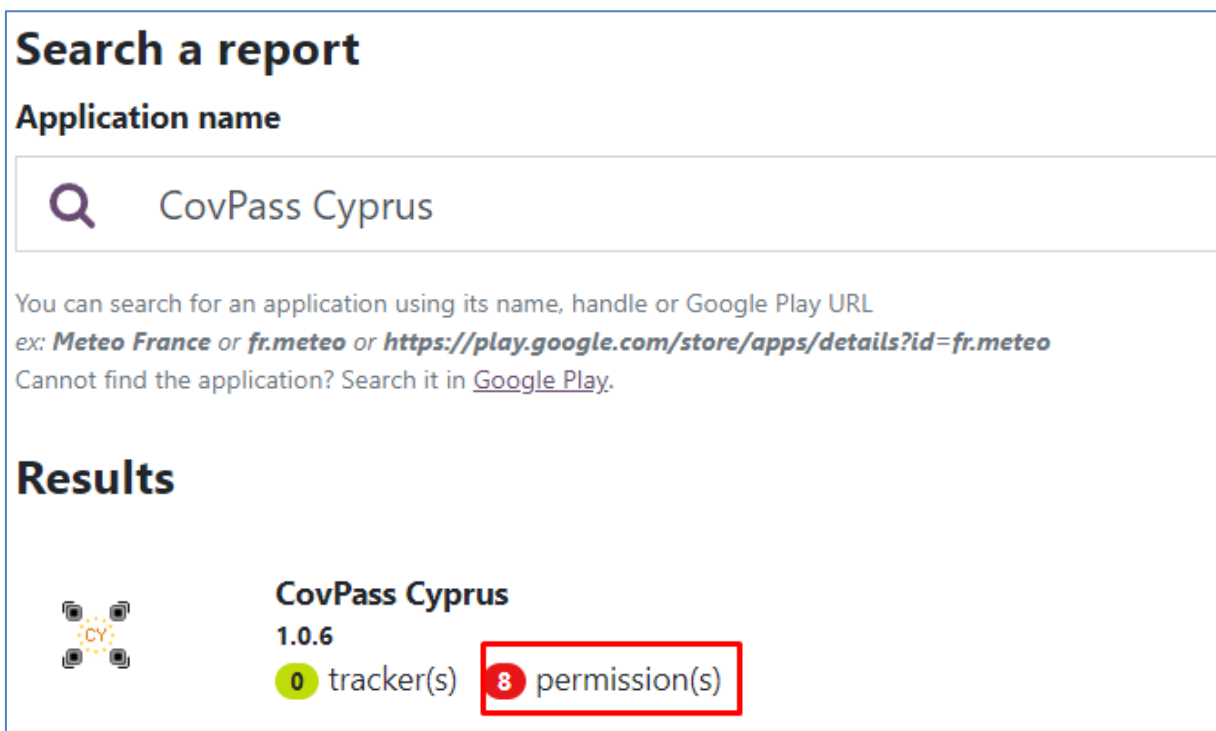 Search a report
Application name
CovPass Cyprus
You can search for an application using its name, handle or Google Play URL
ex: Meteo France or fr.meteo or https://play.google.com/store/apps/details?id=fr.meteo
Cannot find the application? Search it in Google Play.
Results
CovPass Cyprus
CY
1.0.6
0 tracker(s) 8 permission(s)